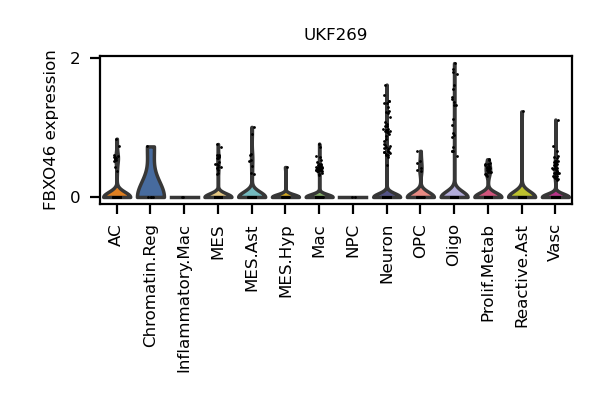 UKF269
FBXO46 expression
2
0
AC
Chromatin.Reg
Inflammatory.Mac
MES
MES.Ast
MES.Hyp
Mac
NPC
Neuron
OPC
Oligo
Prolif.Metab
Reactive.Ast
Vasc